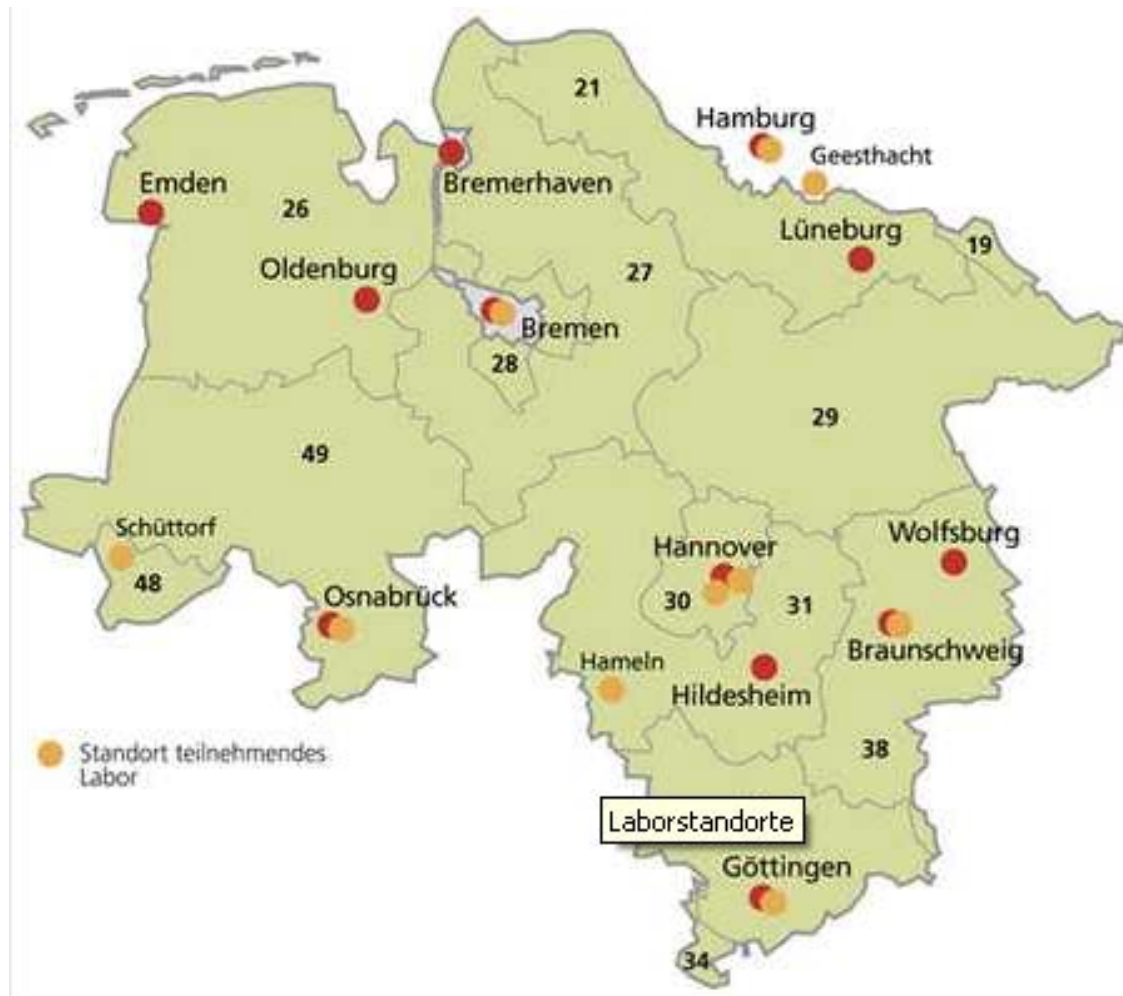 21
Hamburg
Geesthacht
Bremerhaven
Emden
26
Lüneburg
19
Oldenburg
27
Bremen
28
29
49
Schüttorf
48
Osnabrück
Hannover
30
31
Wolfsburg
Braunschweig
Hameln
Hildesheim
38
Standort teilnehmendes
Labor
Laborstandorte
Göttingen
34